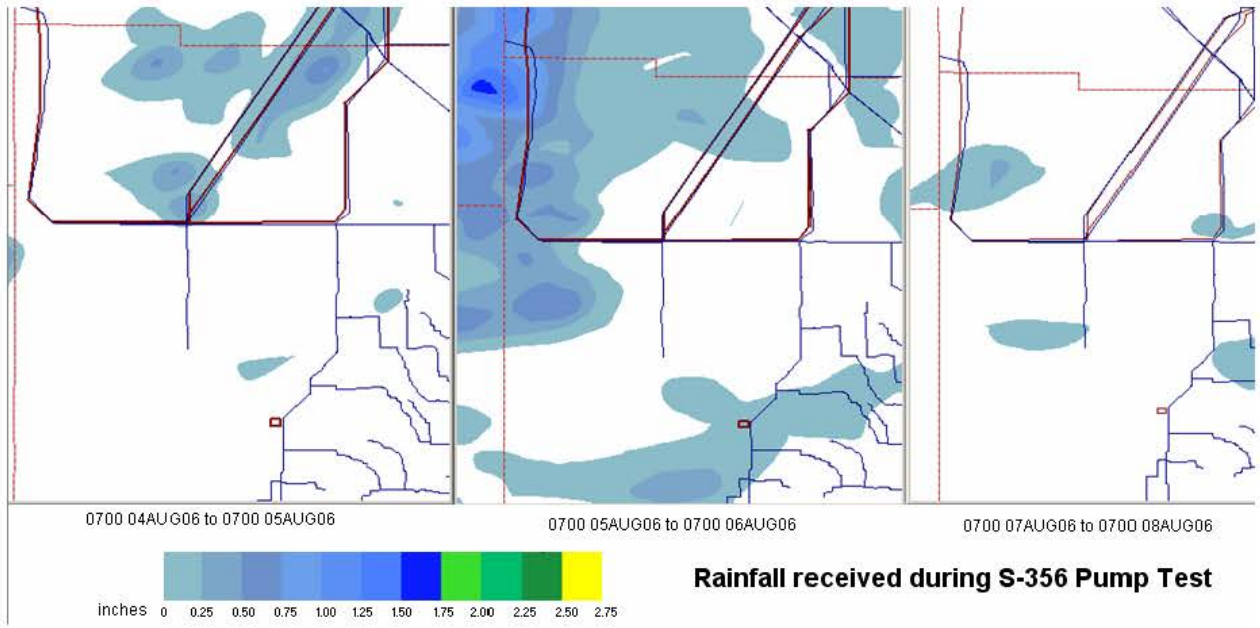 0700 04AUG06 to 0700 05AUG06
0700 05AUG06 to 0700 06AUG06
0700 07AUG06 to 0700 08AUG06
Rainfall received during S-356 Pump Test
inches 0 0.25 0.50 0.75 1.00 1.25 1.50 1.75 2.00 2.25 2.50 2.75